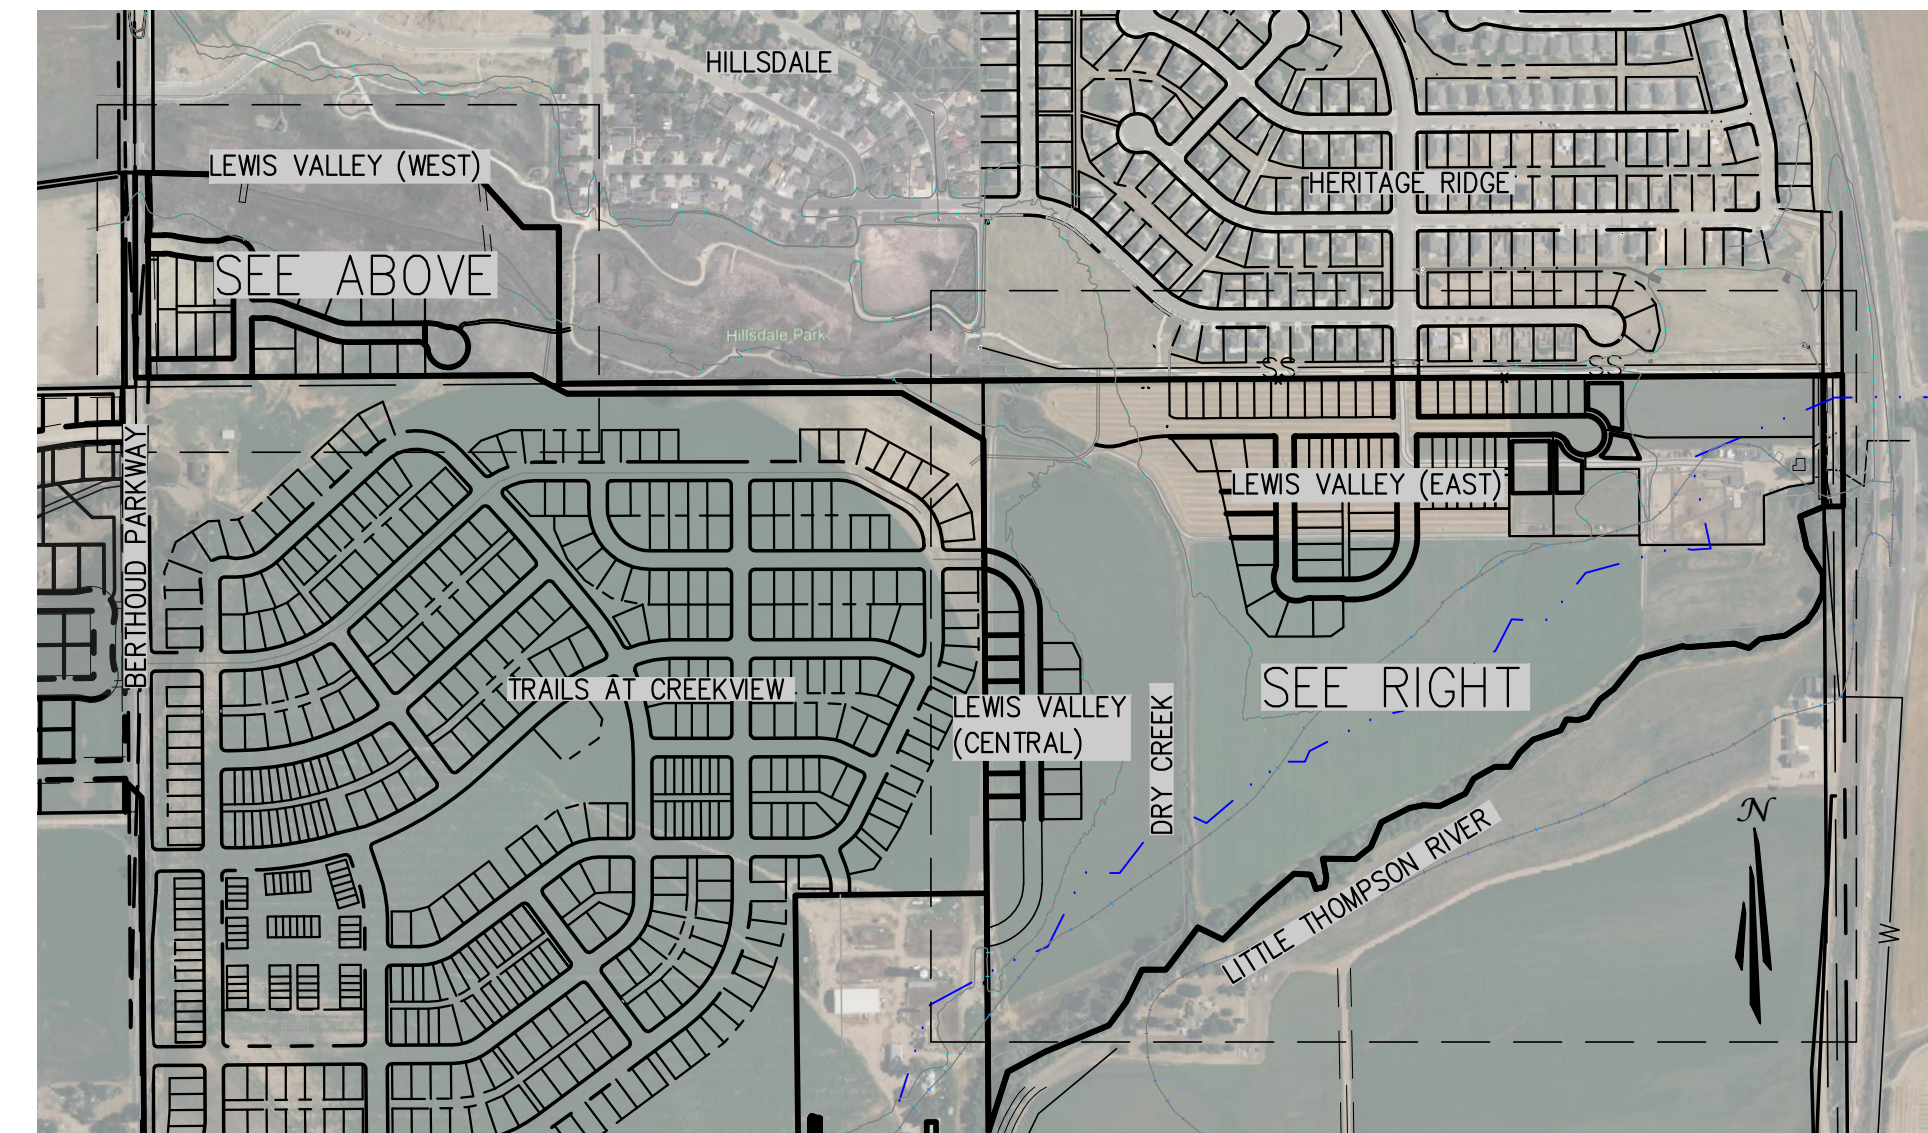 HILLSDALE
LEWIS VALLEY (WEST)
HERITAGE RIDGE
SEE ABOVE
Hillsdale Park
SS
SS
BERTHOUD PARKWAY
LEWIS VALLEY (EAST)
TRAILS AT CREEKVIEW
SEE RIGHT
LEWIS VALLEY
(CENTRAL)
DRY CREEK
LITTLE THOMPSON RIVER
N
W